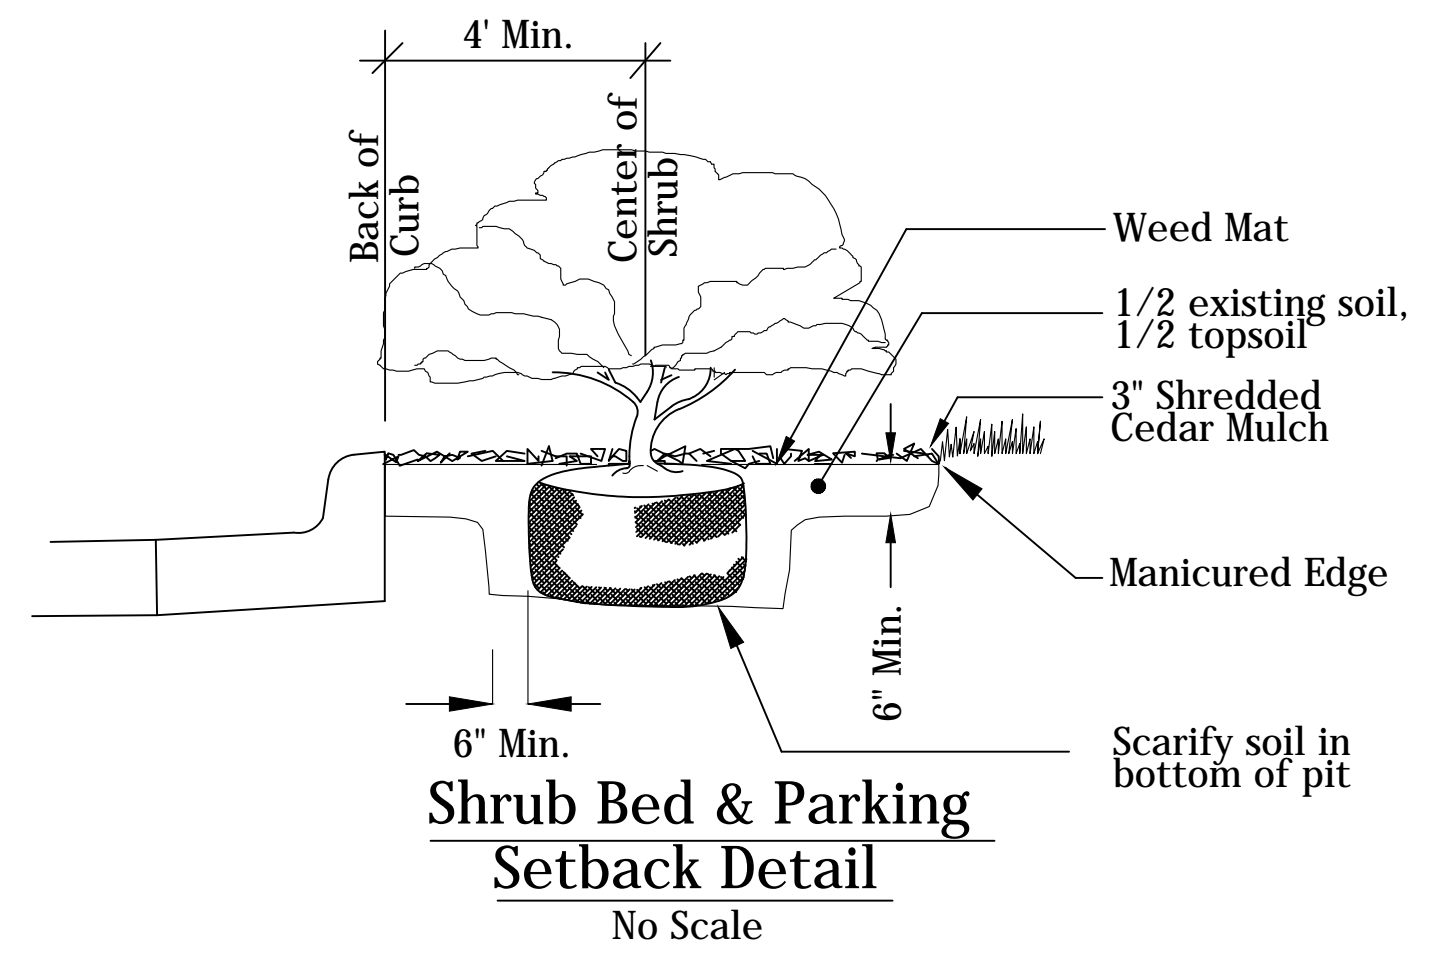 4' Min.
Back of
Curb
Center of
Shrub
Weed Mat
1/2 existing soil,
1/2 topsoil
3" Shredded
Cedar Mulch
Manicured Edge
6" Min.
6" Min.
Scarify soil in
bottom of pit
Shrub Bed & Parking
Setback Detail
No Scale